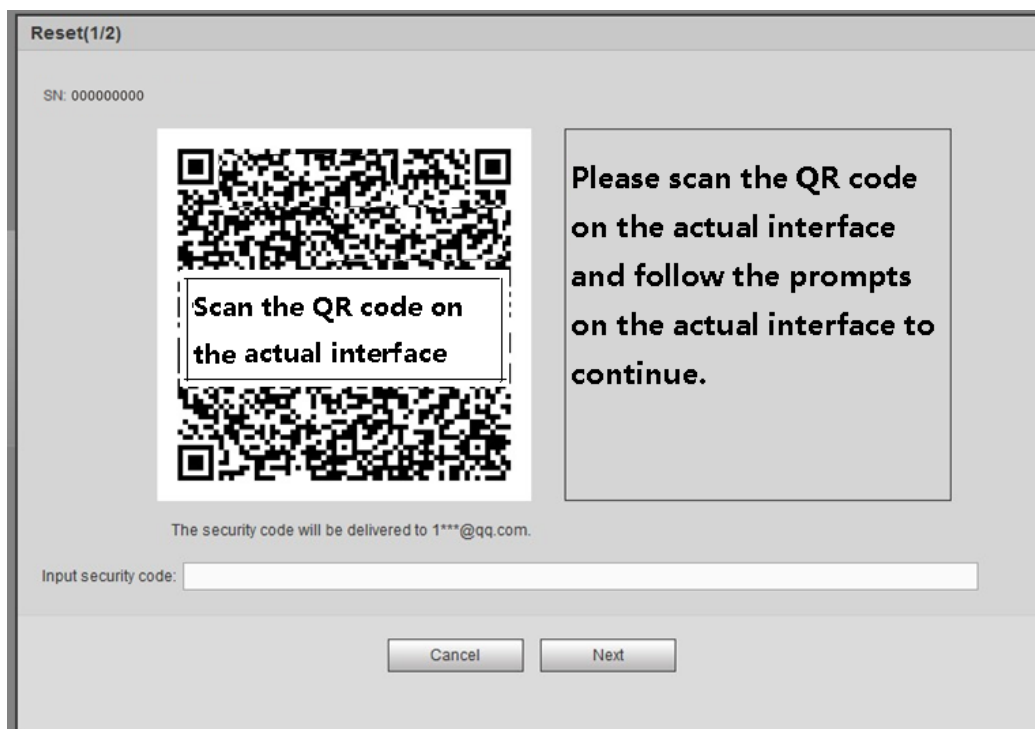 Reset(1/2)
SN: 000000000
Scan the QR code on
the actual interface
Please scan the QR code
on the actual interface
and follow the prompts
on the actual interface to
continue.
The security code will be delivered to 1***@qq.com.
Input security code:
Cancel
Next